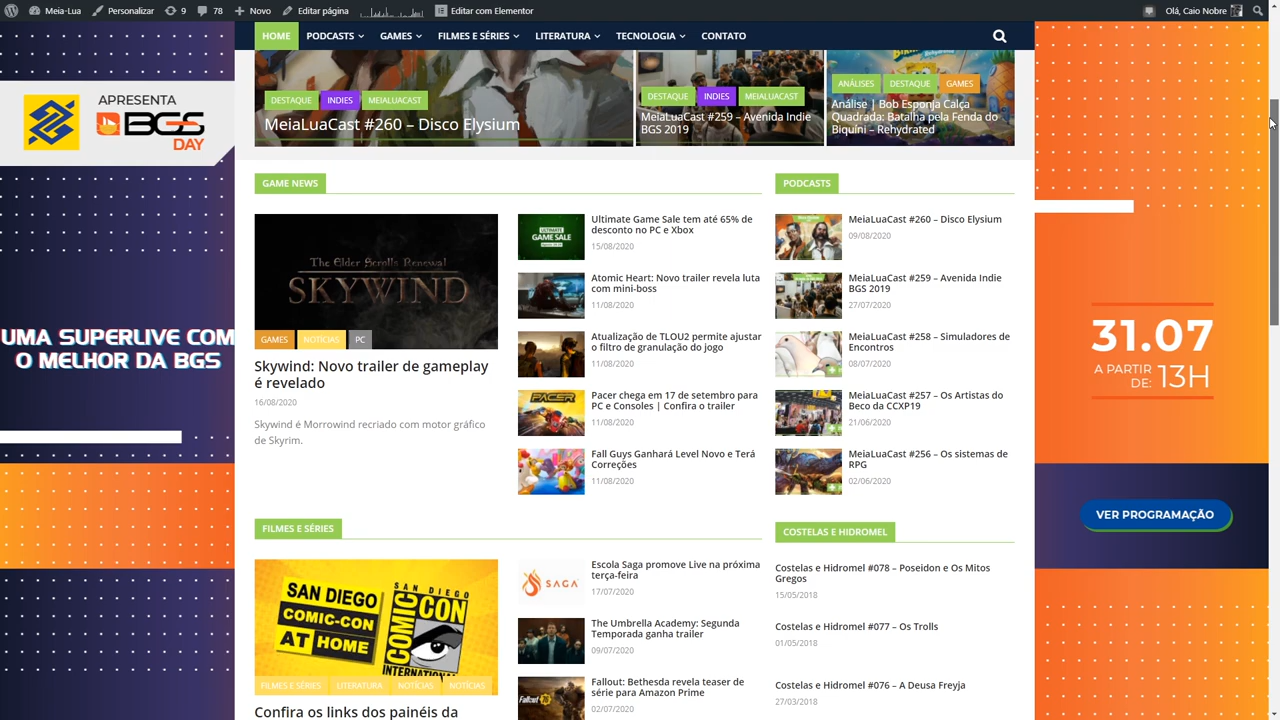 Personalizar
9
78
Novo
Editar com Elementor
Olá, Caio Nobre
HOME
PODCASTS
GAMES
FILMES E SÉRIES
LITERATURA
TECNOLOGIA
CONTATO
APRESENTA
BGS
DAY
UMA SUPERLIVE COM
O MELHOR DA BGS
DESTAQUE
INDIES
MEIALUACAST
MeiaLuaCast #260 – Disco Elysium
DESTAQUE
INDIES
MEIALUACAST
MeiaLuaCast #259 – Avenida Indie
BGS 2019
ANÁLISES
DESTAQUE
GAMES
Análise | Bob Esponja Calça
Quadrada: Batalha pela Fenda do
Biquíni – Rehydrated
GAME NEWS
The Elder Scrolls Renewal
SKYWIND
GAMES
NOTÍCIAS
PC
Skywind: Novo trailer de gameplay
é revelado
16/08/2020
Skywind é Morrowind recriado com motor gráfico
de Skyrim.
ULTIMATE
GAME SALE
Ultimate Game Sale tem até 65% de
desconto no PC e Xbox
15/08/2020
Atomic Heart: Novo trailer revela luta
com mini-boss
11/08/2020
Atualização de TLOU2 permite ajustar
o filtro de granulação do jogo
11/08/2020
PACER
Pacer chega em 17 de setembro para
PC e Consoles | Confira o trailer
11/08/2020
Fall Guys Ganhará Level Novo e Terá
Correções
11/08/2020
PODCASTS
MeiaLuaCast #260 – Disco Elysium
09/08/2020
MeiaLuaCast #259 – Avenida Indie
BGS 2019
27/07/2020
MeiaLuaCast #258 – Simuladores de
Encontros
08/07/2020
MeiaLuaCast #257 – Os Artistas do
Beco da CCXP19
21/06/2020
MeiaLuaCast #256 – Os sistemas de
RPG
02/06/2020
FILMES E SÉRIES
SAN DIEGO
COMIC-CON
AT HOME
SAN DIEGO
COMIC CON
INTERNATIONAL
FILMES E SÉRIES
LITERATURA
NOTÍCIAS
NOTÍCIAS
Confira os links dos painéis da
SAGA
Escola Saga promove Live na próxima
terça-feira
17/07/2020
The Umbrella Academy: Segunda
Temporada ganha trailer
09/07/2020
Fallout
Fallout: Bethesda revela teaser de
série para Amazon Prime
02/07/2020
COSTELAS E HIDROMEL
Costelas e Hidromel #078 – Poseidon e Os Mitos
Gregos
15/05/2018
Costelas e Hidromel #077 – Os Trolls
01/05/2018
Costelas e Hidromel #076 – A Deusa Freyja
27/03/2018
31.07
A PARTIR
DE: 13H
VER PROGRAMAÇÃO